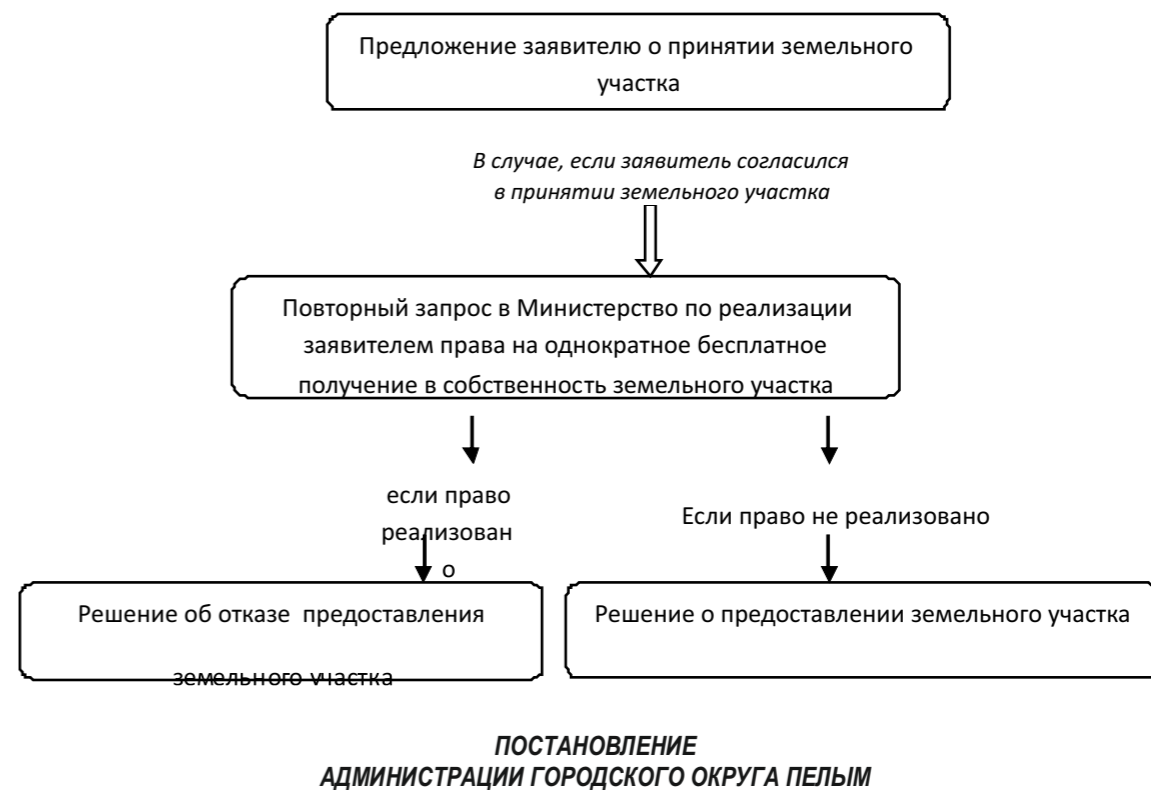 Предложение заявителю о принятии земельного
участка
В случае, если заявитель согласился
в принятии земельного участка
Повторный запрос в Министерство по реализации
заявителем права на однократное бесплатное
получение в собственность земельного участка
если право
реализован
о
Если право не реализовано
Решение об отказе предоставления
земельного участка
Решение о предоставлении земельного участка
ПОСТАНОВЛЕНИЕ
АДМИНИСТРАЦИИ ГОРОДСКОГО ОКРУГА ПЕЛЫМ